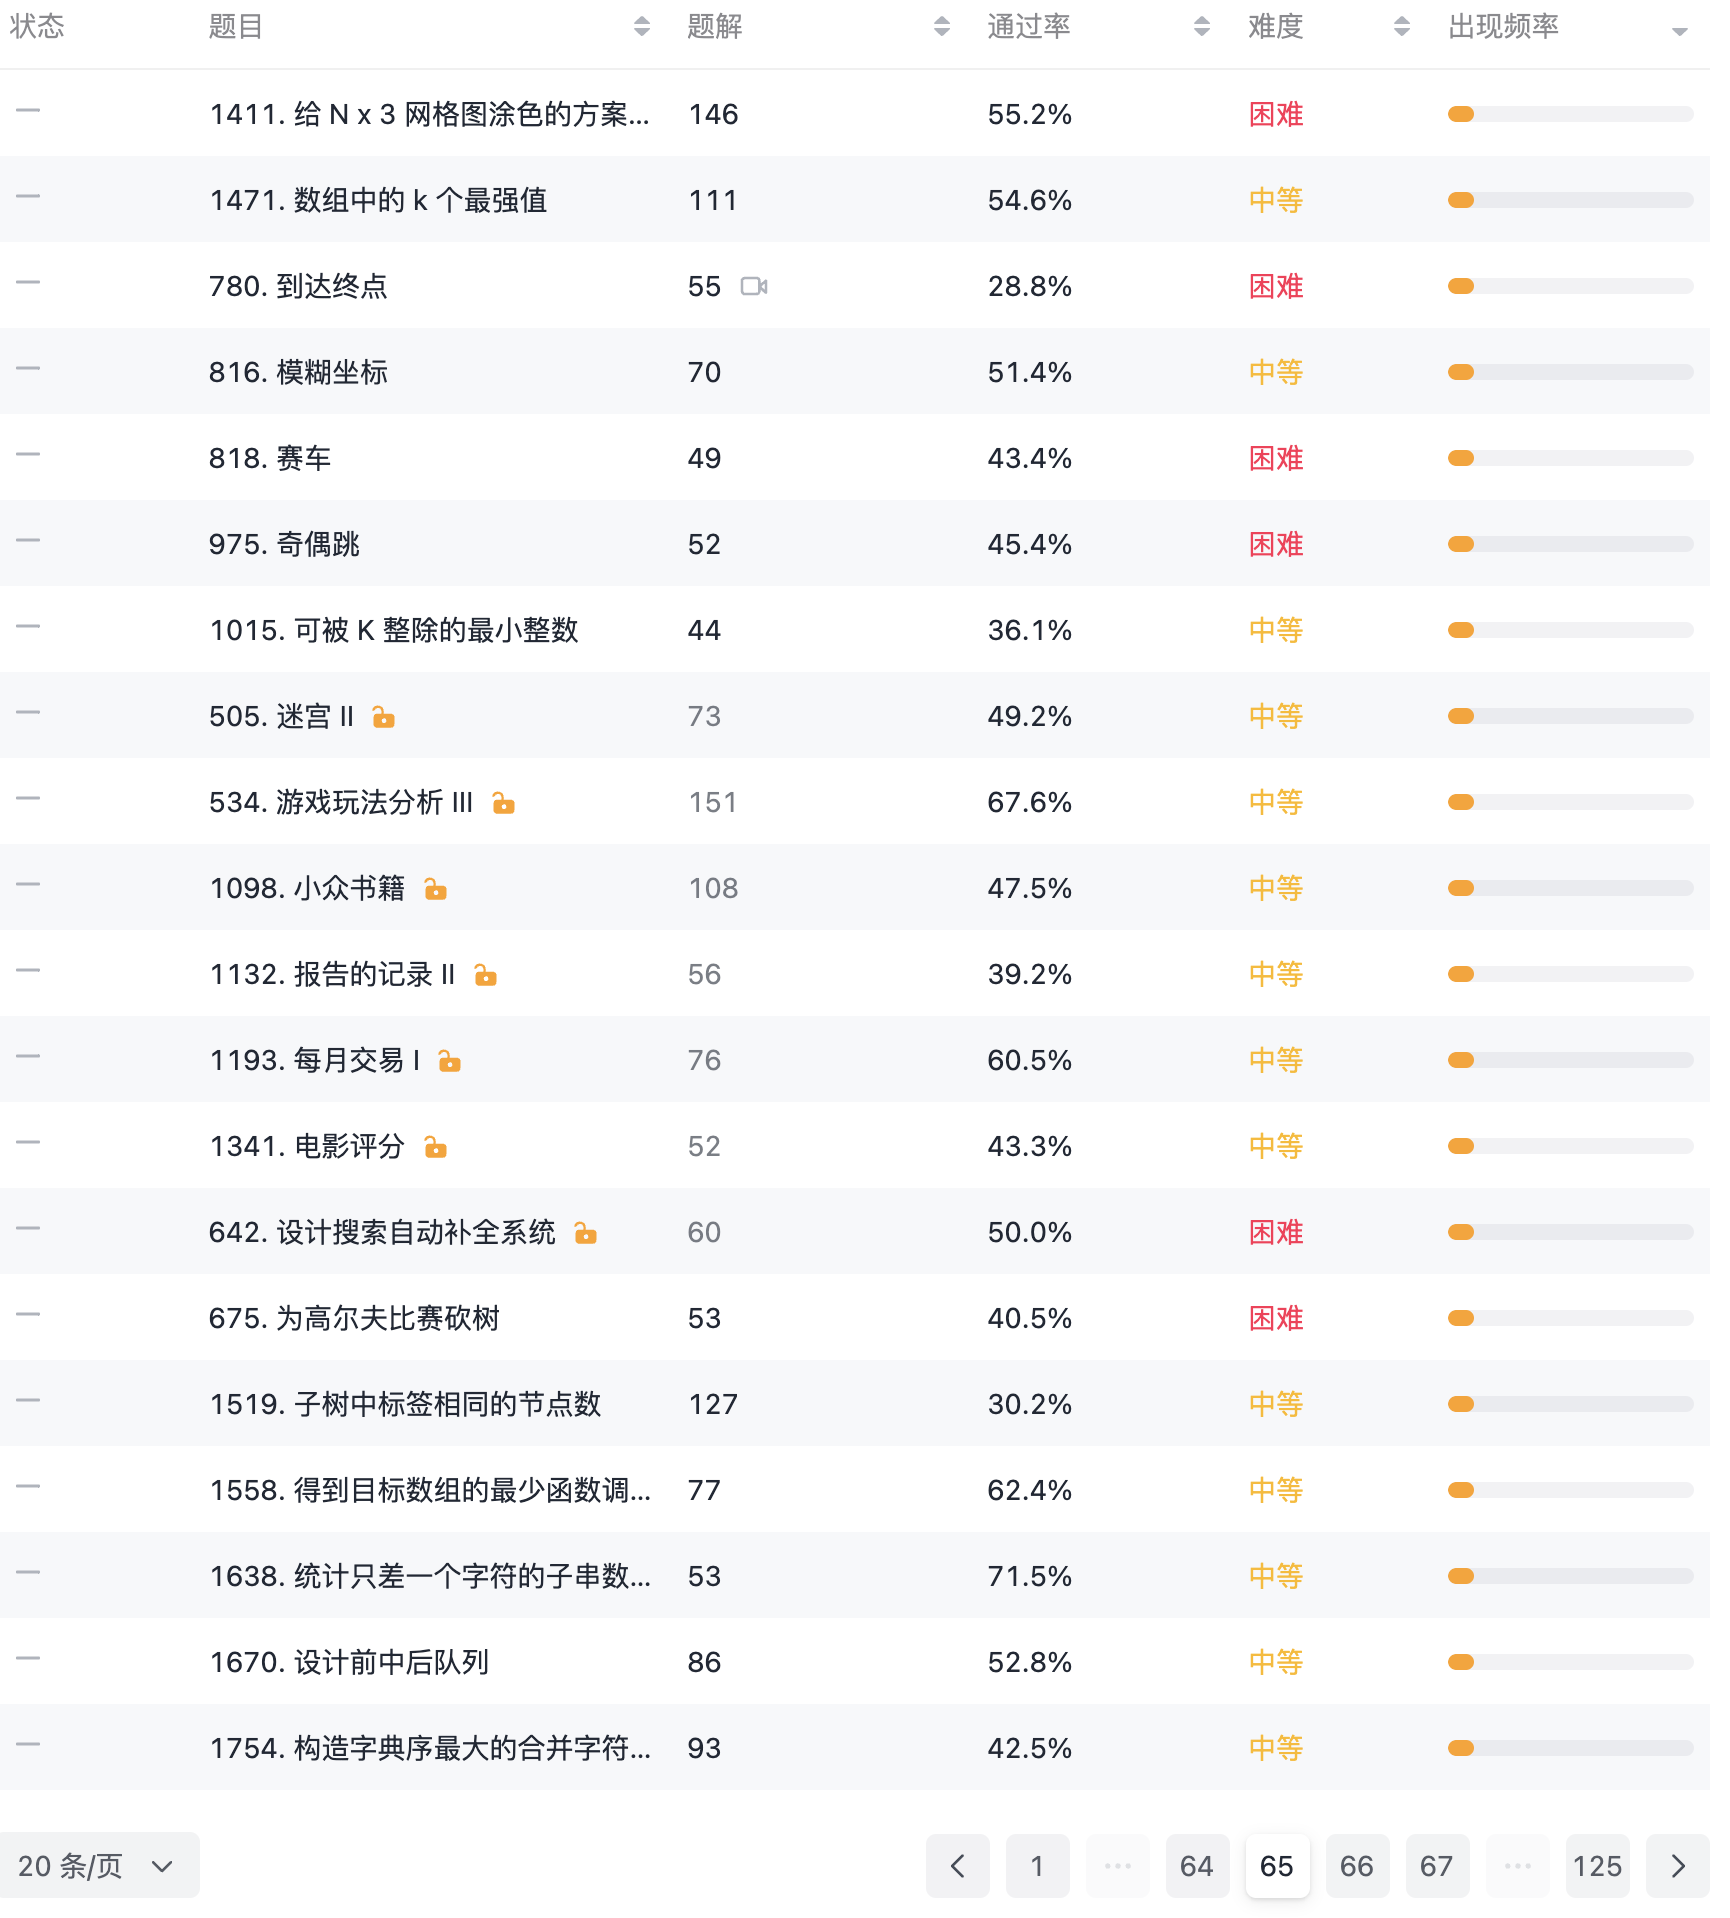 状态 题目 题解 通过率 难度 出现频率
1411. 给 N x 3 网格图涂色的方案... 146 55.2% 困难
1471. 数组中的 k 个最强值 111 54.6% 中等
780. 到达终点 55 28.8% 困难
816. 模糊坐标 70 51.4% 中等
818. 赛车 49 43.4% 困难
975. 奇偶跳 52 45.4% 困难
1015. 可被 K 整除的最小整数 44 36.1% 中等
505. 迷宫 II 73 49.2% 中等
534. 游戏玩法分析 III 151 67.6% 中等
1098. 小众书籍 108 47.5% 中等
1132. 报告的记录 II 56 39.2% 中等
1193. 每月交易 I 76 60.5% 中等
1341. 电影评分 52 43.3% 中等
642. 设计搜索自动补全系统 60 50.0% 困难
675. 为高尔夫比赛砍树 53 40.5% 困难
1519. 子树中标签相同的节点数 127 30.2% 中等
1558. 得到目标数组的最少函数调... 77 62.4% 中等
1638. 统计只差一个字符的子串数... 53 71.5% 中等
1670. 设计前中后队列 86 52.8% 中等
1754. 构造字典序最大的合并字符... 93 42.5% 中等
20 条/页 1 ... 64 65 66 67 ... 125